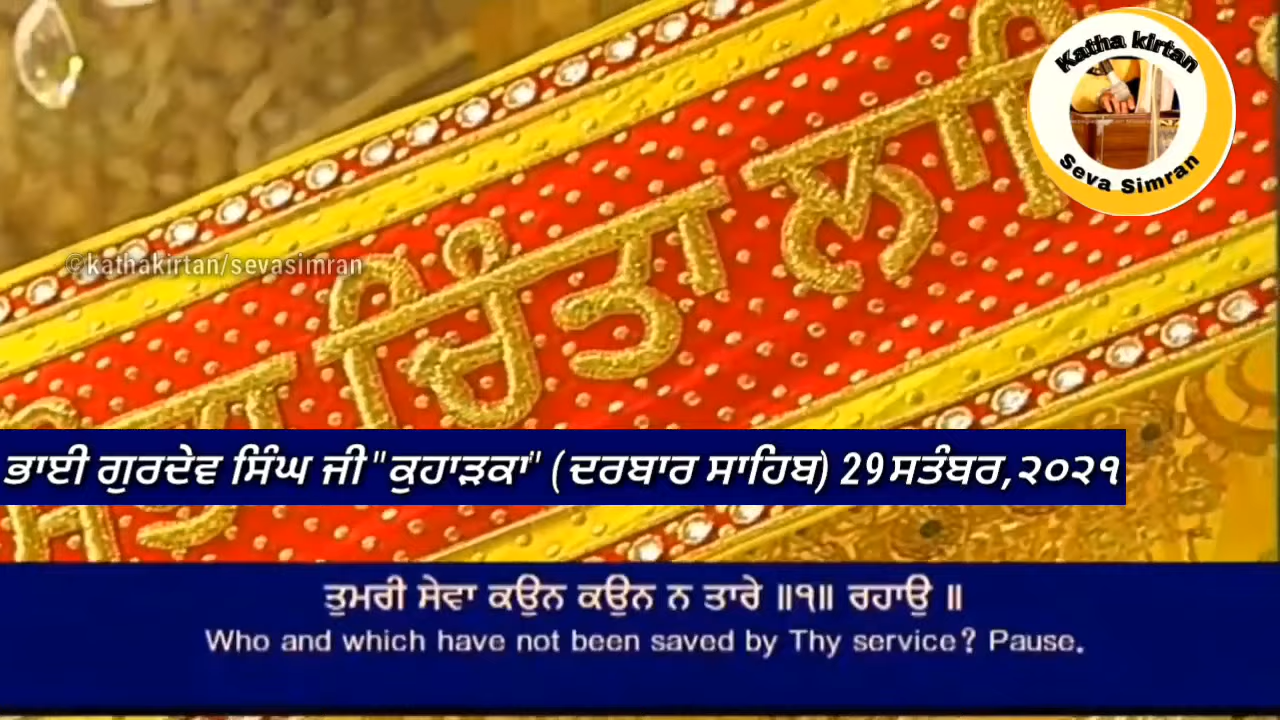 Katha kirtan
Seva Simran
ਚਿੰਤਾ
©kathakirtan/sevasimran
ਭਾਈ ਗੁਰਦੇਵ ਸਿੰਘ ਜੀ "ਕੁਹਾੜਕਾ" (ਦਰਬਾਰ ਸਾਹਿਬ) 29 ਸਤੰਬਰ,੨੦੨੧
ਤੁਮਰੀ ਸੇਵਾ ਕਉਨ ਕਉਨ ਨ ਤਾਰੇ ॥੧॥ ਰਹਾਉ ॥
Who and which have not been saved by Thy service? Pause.